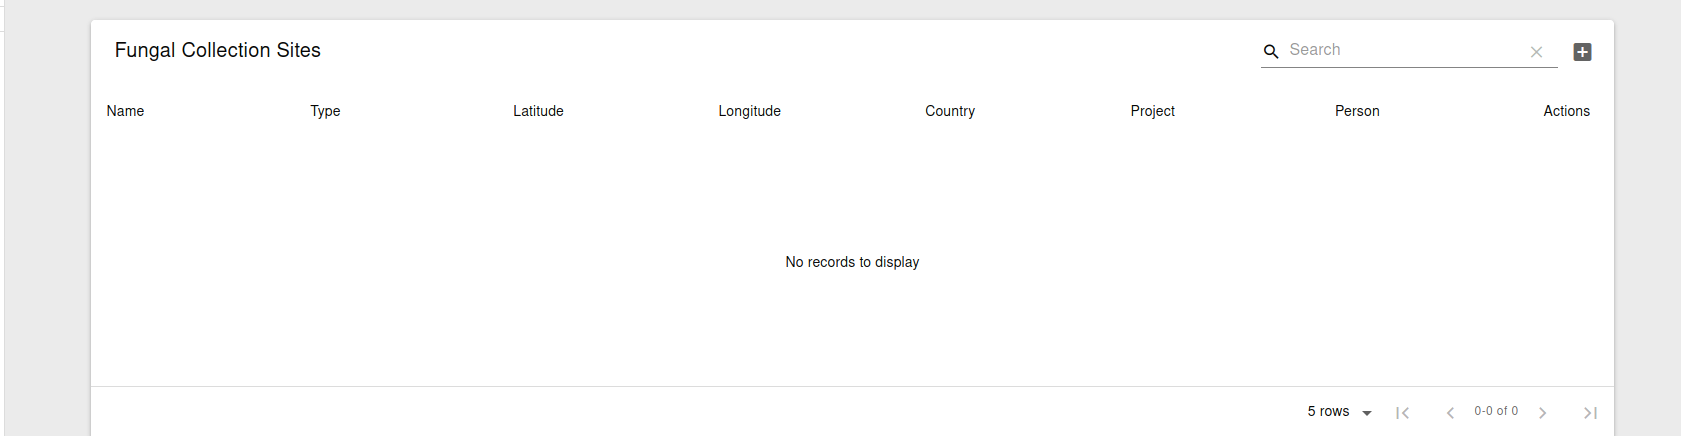 Fungal Collection Sites Search
Name Type Latitude Longitude Country Project Person Actions
No records to display
5 rows 0-0 of 0